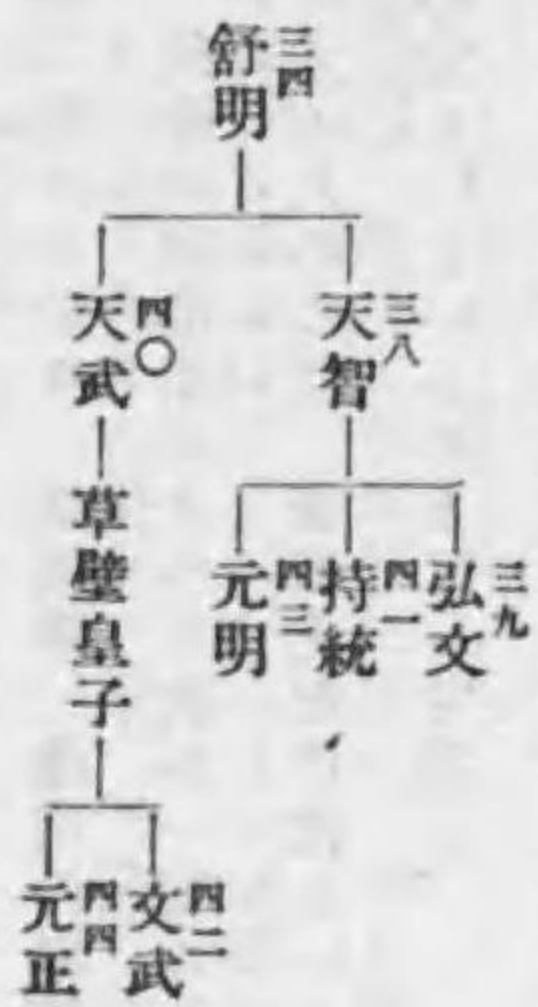 三四
舒明
三八
天智
四〇
天武
三九
弘文
四一
持統
四三
元明
草壁皇子
四二
文武
四四
元正